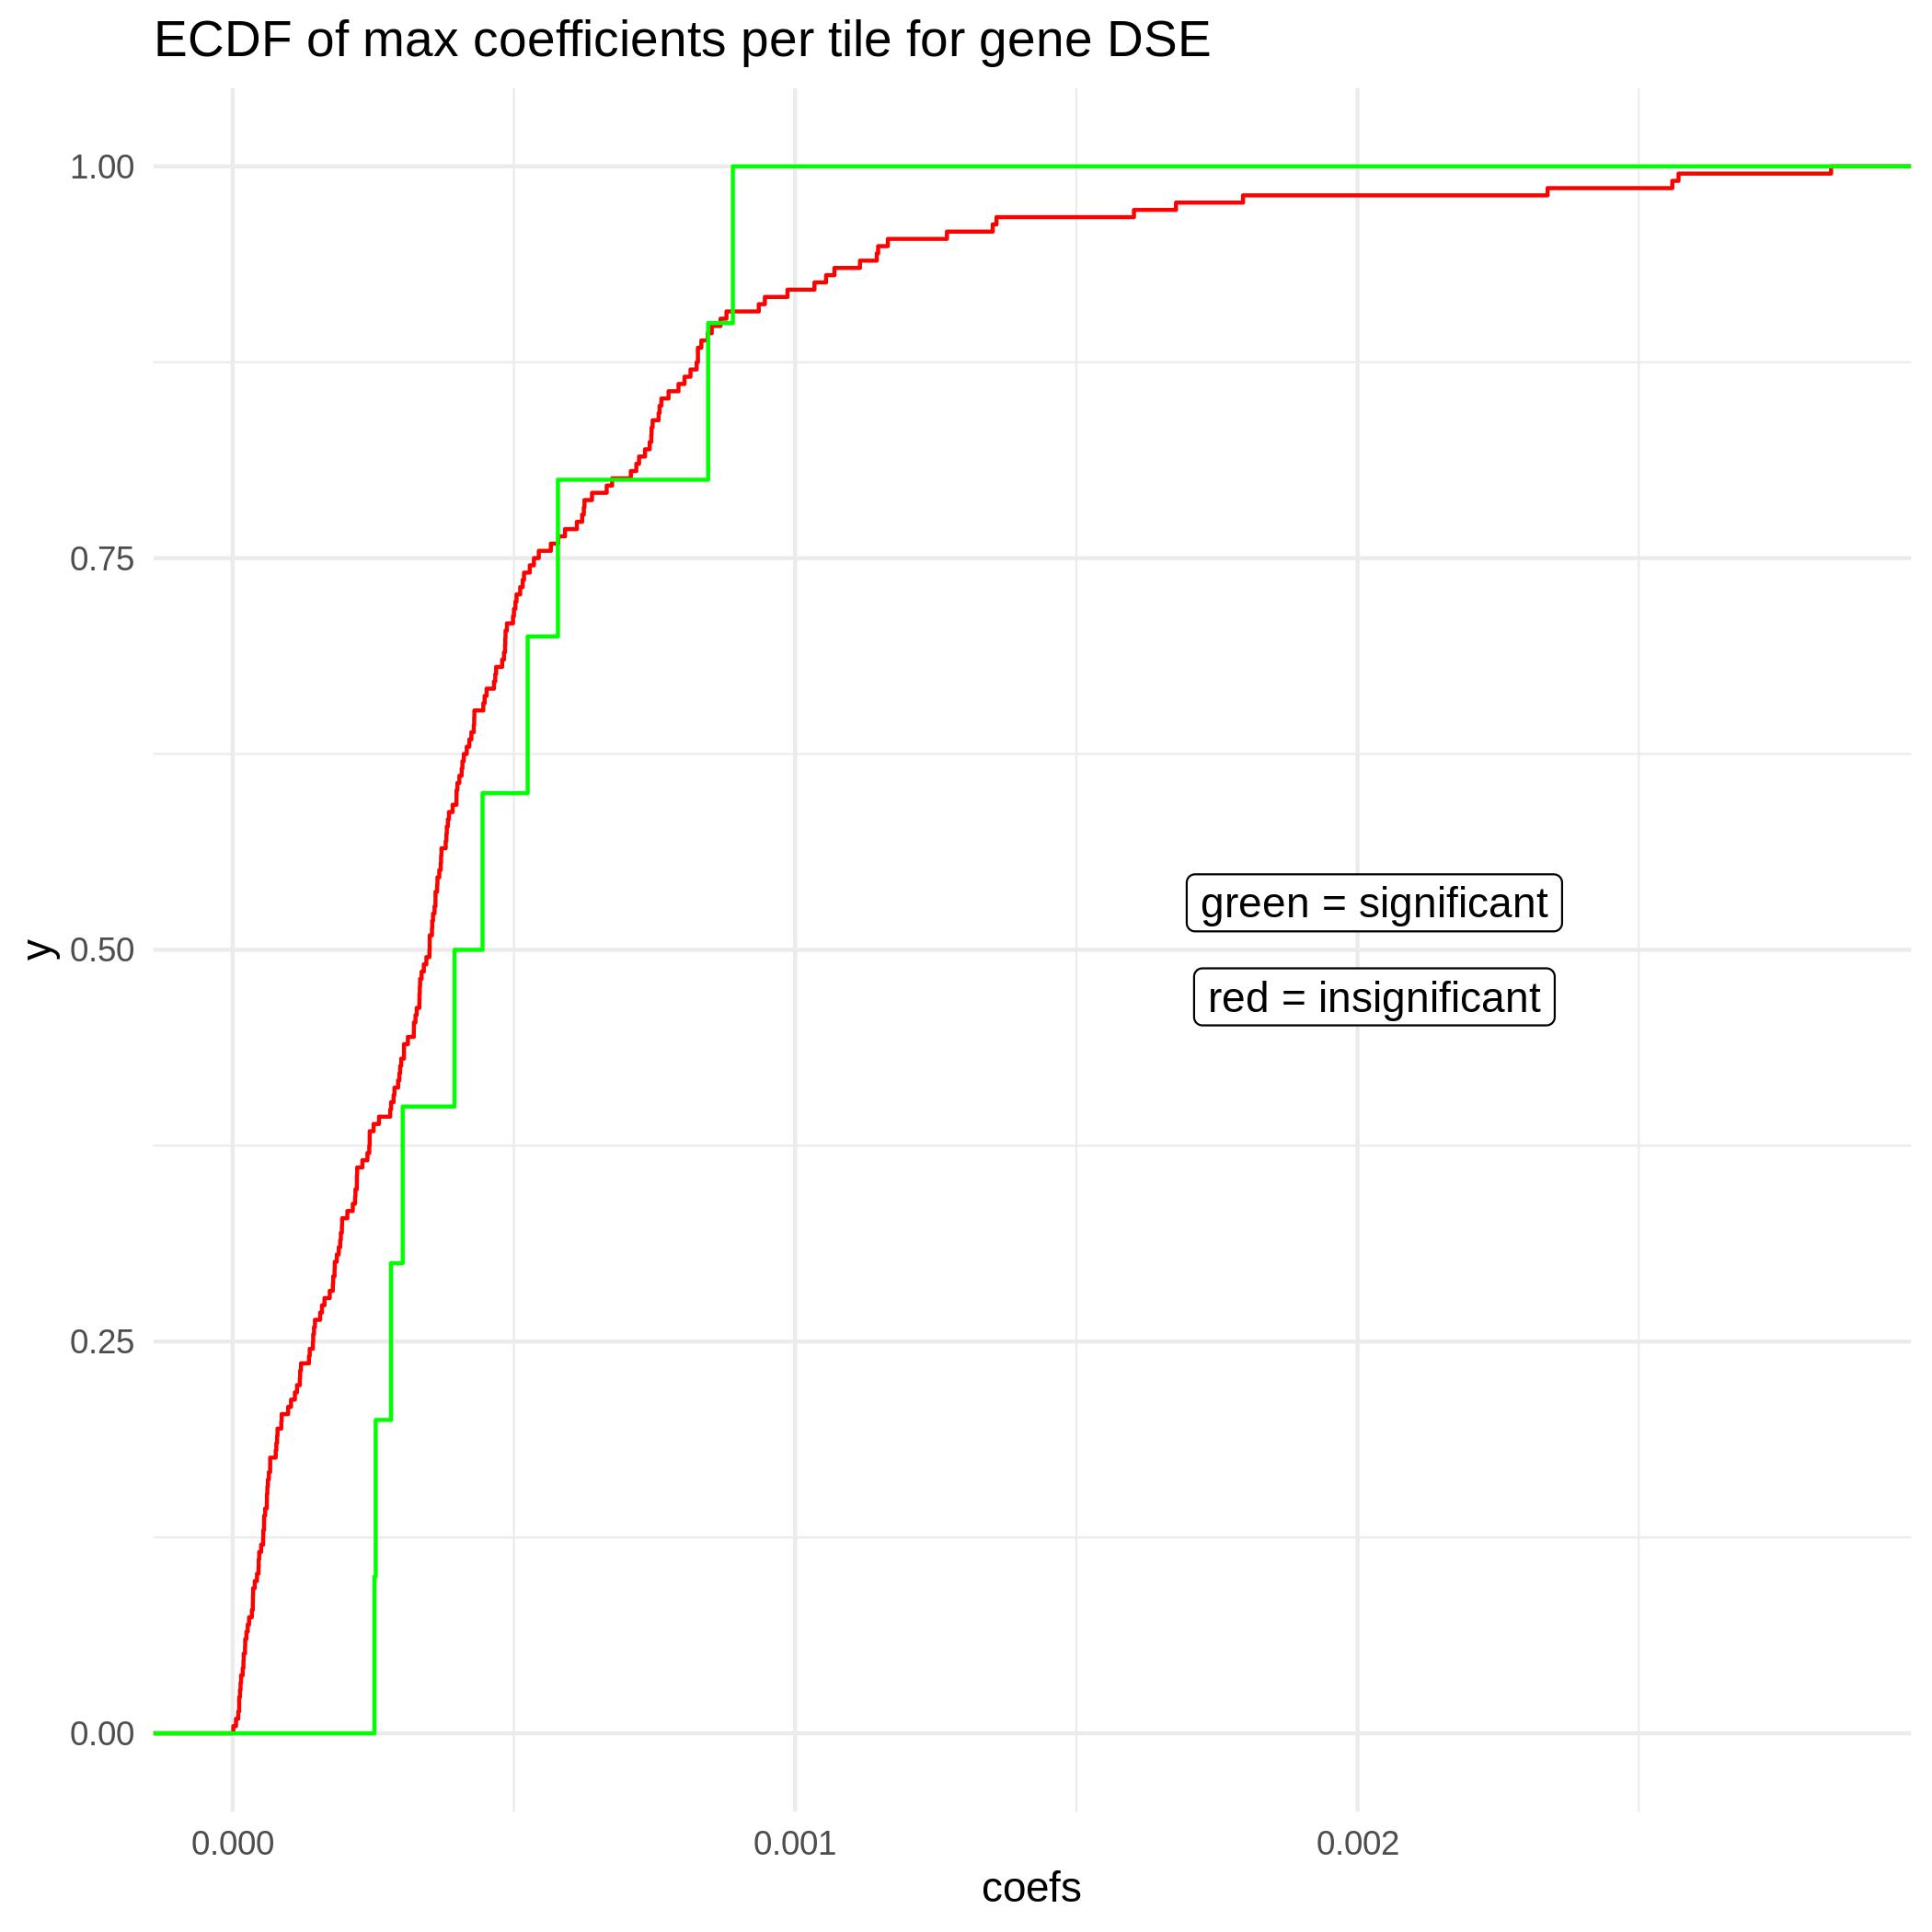 ECDF of max coefficients per tile for gene DSE
1.00
0.75
0.50
0.25
0.00
y
green = significant
red = insignificant
0.000
0.001
0.002
coefs